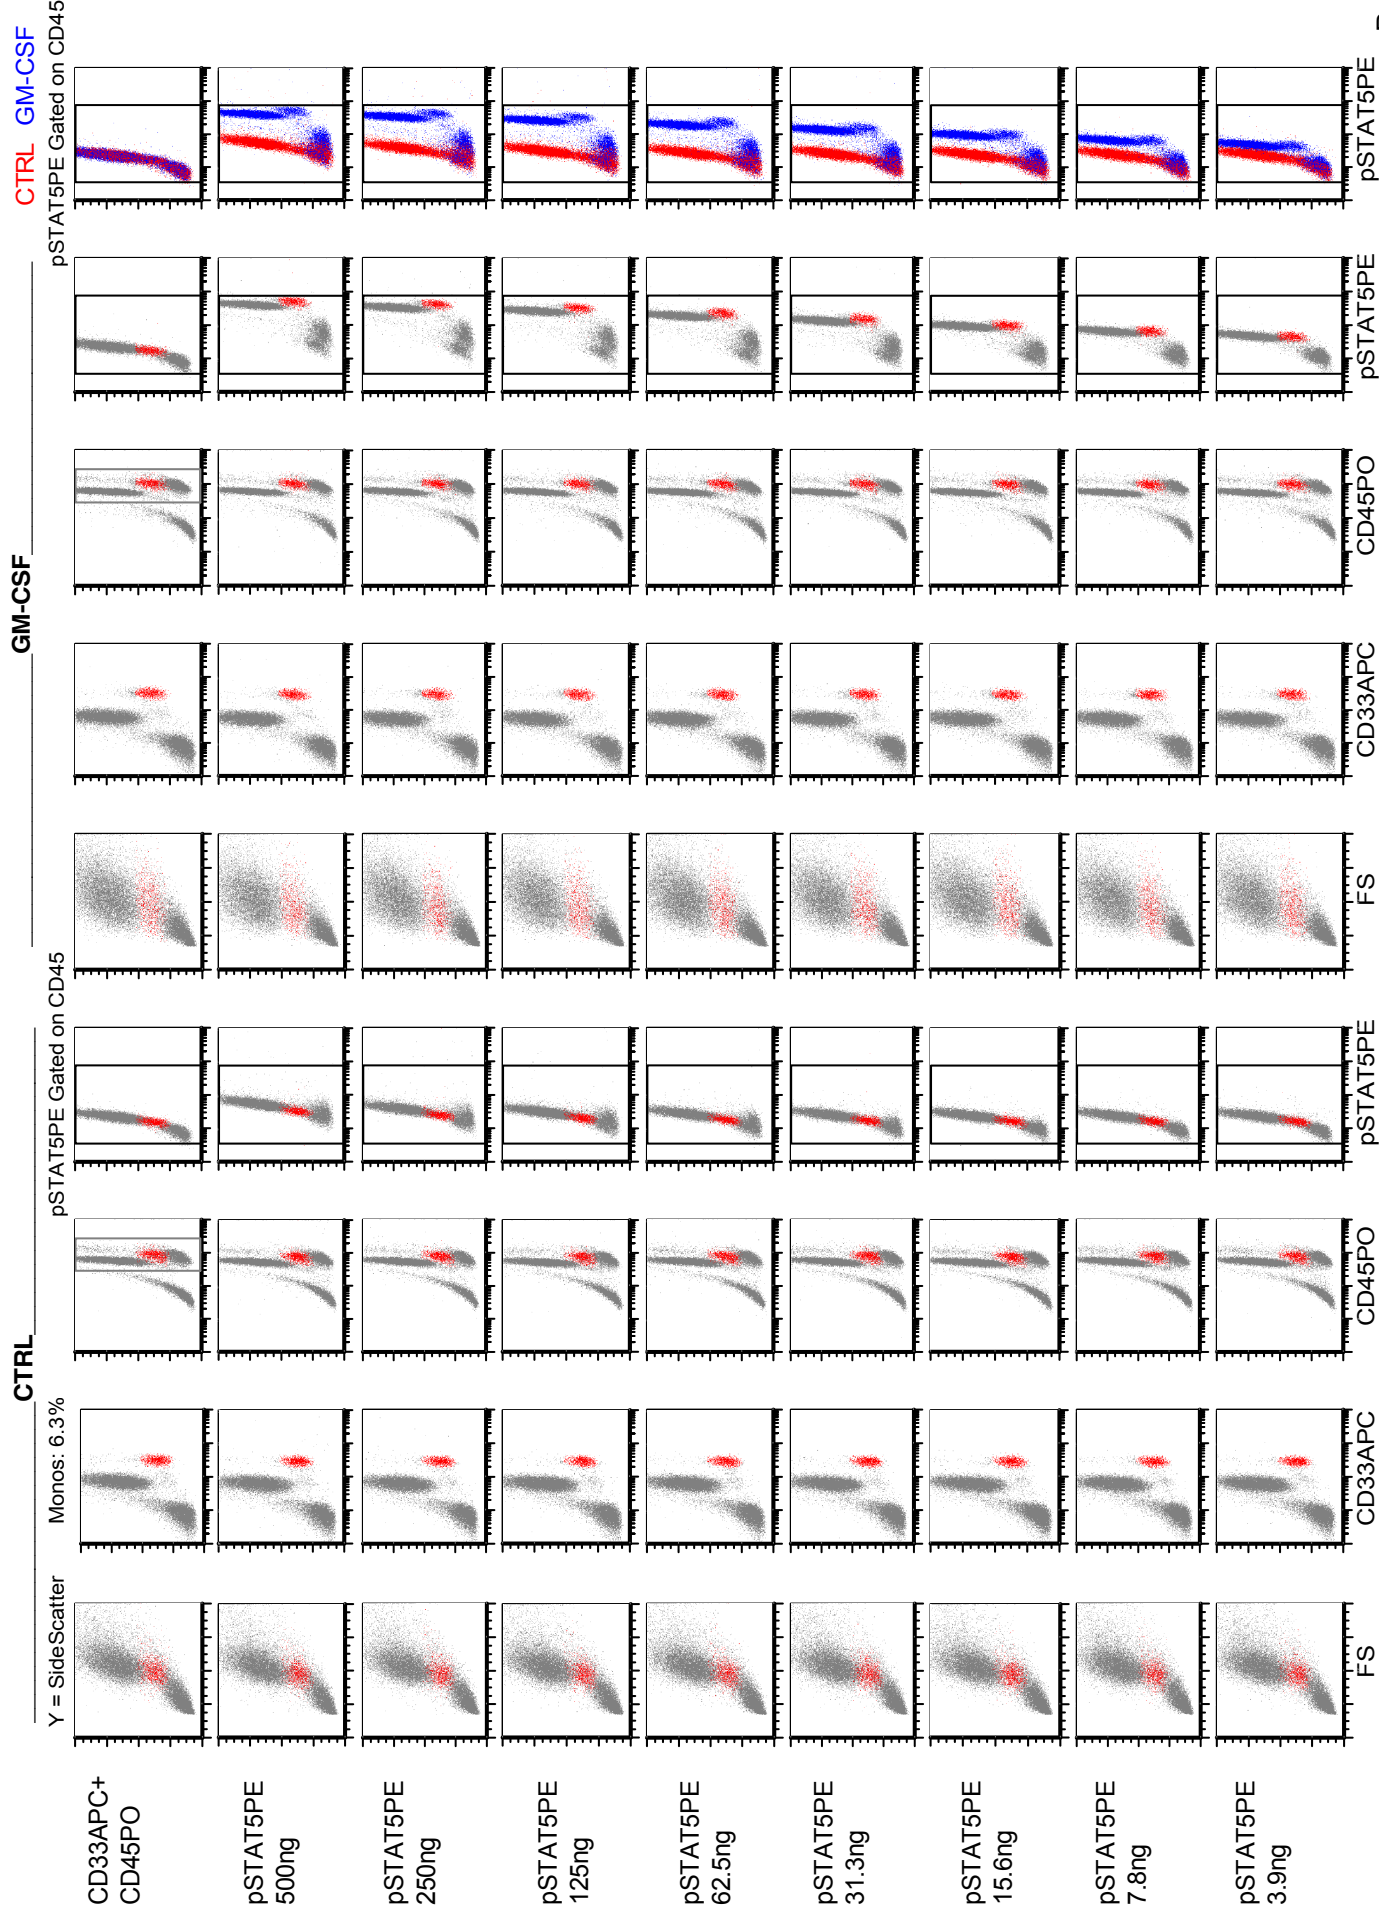 CTRL
GM-CSF
CTRL GM-CSF
Y = SideScatter
Monos: 6.3%
pSTAT5PE Gated on CD45
pSTAT5PE Gated on CD45
CD33APC+
CD45PO
pSTAT5PE
500ng
pSTAT5PE
250ng
pSTAT5PE
125ng
pSTAT5PE
62.5ng
pSTAT5PE
31.3ng
pSTAT5PE
15.6ng
pSTAT5PE
7.8ng
pSTAT5PE
3.9ng
FS
CD33APC
CD45PO
pSTAT5PE
FS
CD33APC
CD45PO
pSTAT5PE
pSTAT5PE